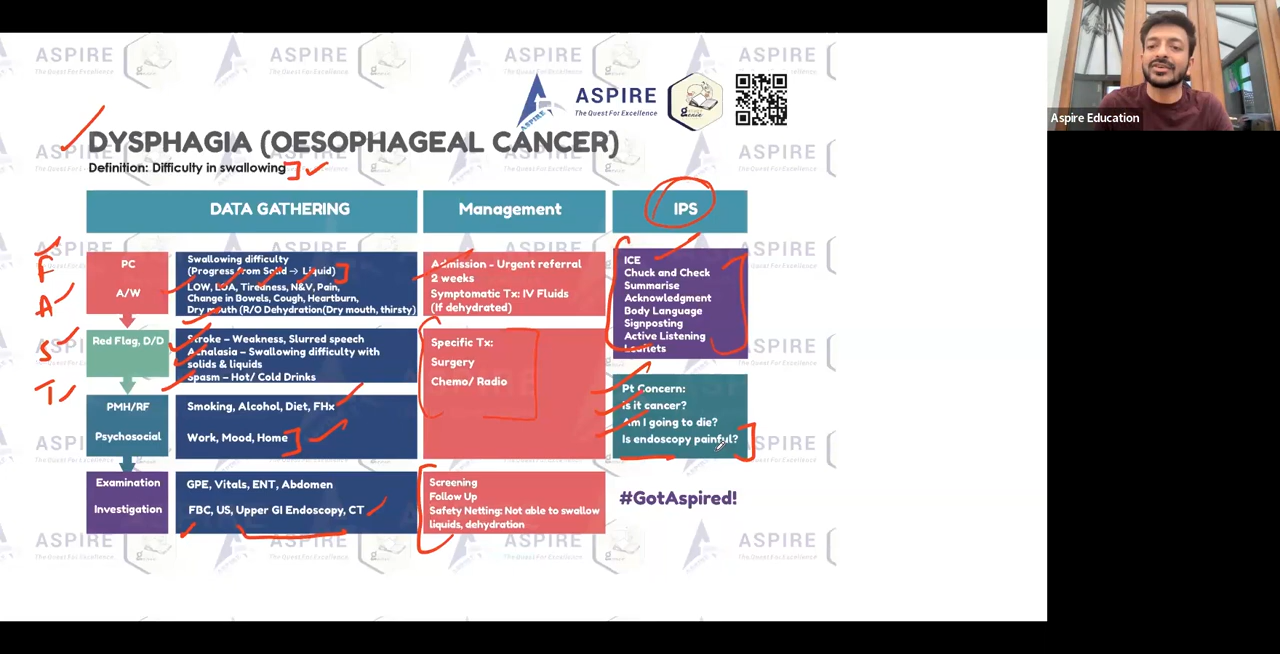 ASPIRE
The Quest For Excellence
Aspire Education
DYSPHAGIA (OESOPHAGEAL CANCER)
Definition: Difficulty in swallowing
DATA GATHERING
Management
IPS
F
A
S
T
PC
A/W
Swallowing difficulty
(Progress from Solid → Liquid)
LOW, LOA, Tiredness, N&V, Pain,
Change in Bowels, Cough, Heartburn,
Dry mouth (R/O Dehydration(Dry mouth, thirsty)
Red Flag, D/D
Stroke – Weakness, Slurred speech
Achalasia – Swallowing difficulty with
solids & liquids
Spasm – Hot/ Cold Drinks
PMH/RF
Psychosocial
Smoking, Alcohol, Diet, FHx
Work, Mood, Home
Examination
Investigation
GPE, Vitals, ENT, Abdomen
FBC, US, Upper GI Endoscopy, CT
Admission - Urgent referral
2 weeks
Symptomatic Tx: IV Fluids
(If dehydrated)
Specific Tx:
Surgery
Chemo/ Radio
Screening
Follow Up
Safety Netting: Not able to swallow
liquids, dehydration
ICE
Chuck and Check
Summarise
Acknowledgment
Body Language
Signposting
Active Listening
Leaflets
Pt Concern:
Is it cancer?
Am I going to die?
Is endoscopy painful?
#GotAspired!